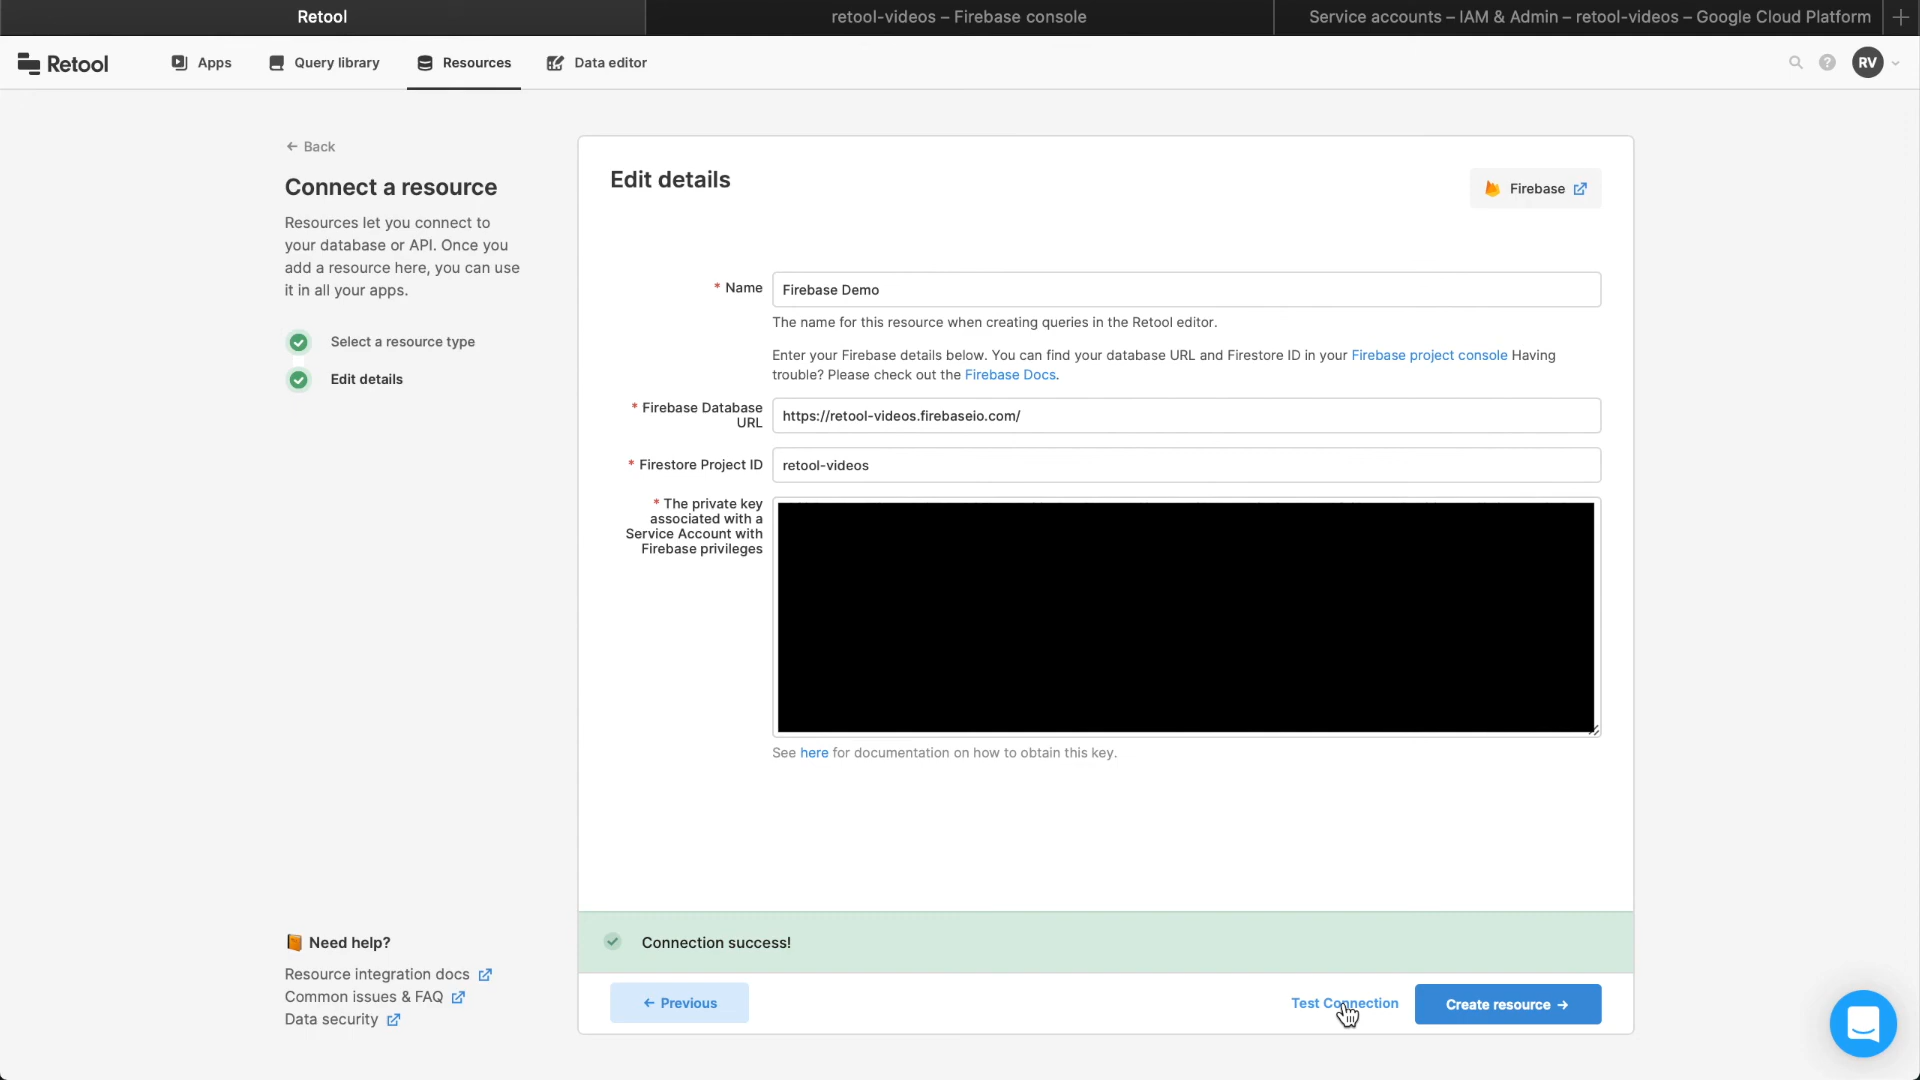 Retool
retool-videos – Firebase console
Service accounts – IAM & Admin – retool-videos – Google Cloud Platform
Retool
Apps
Query library
Resources
Data editor
RV
← Back
Connect a resource
Resources let you connect to
your database or API. Once you
add a resource here, you can use
it in all your apps.
Select a resource type
Edit details
Need help?
Resource integration docs
Common issues & FAQ
Data security
Edit details
Firebase
* Name
Firebase Demo
The name for this resource when creating queries in the Retool editor.
Enter your Firebase details below. You can find your database URL and Firestore ID in your Firebase project console Having
trouble? Please check out the Firebase Docs.
* Firebase Database
URL
https://retool-videos.firebaseio.com/
* Firestore Project ID
retool-videos
* The private key
associated with a
Service Account with
Firebase privileges
See here for documentation on how to obtain this key.
Connection success!
← Previous
Test Connection
Create resource →